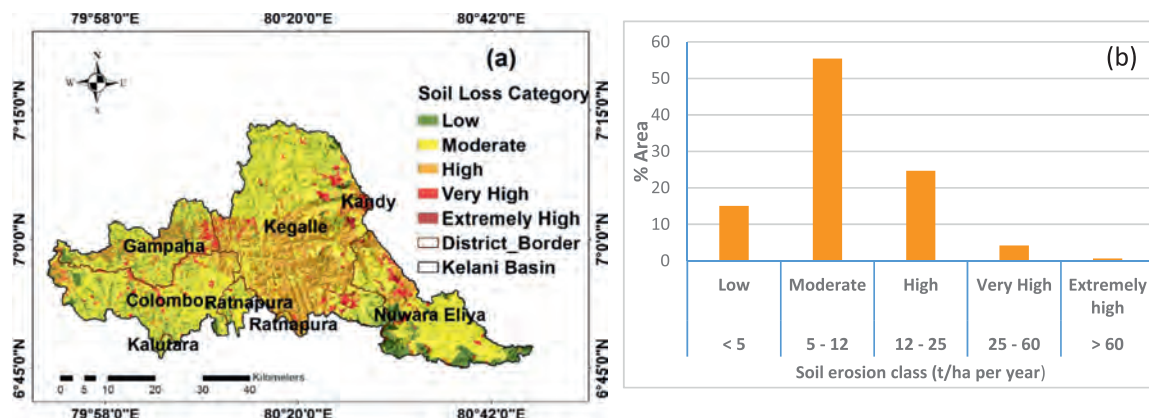 79°58'0"E 80°20'0"E 80°42'0"E
(a)
N
W E
S
7°15'0"N
7°0'0"N
6°45'0"N
Soil Loss Category
Low
Moderate
High
Very High
Extremely High
District_Border
Kelani Basin
Kandy
Kegalle
Gampaha
Colombo
Ratnapura
Ratnapura
Nuwara Eliya
Kalutara
0 5 10 20 30 40 Kilometers
7°15'0"N
7°0'0"N
6°45'0"N
79°58'0"E 80°20'0"E 80°42'0"E
(b)
% Area
60
50
40
30
20
10
0
Low Moderate High Very High Extremely
high
< 5 5 - 12 12 - 25 25 - 60 > 60
Soil erosion class (t/ha per year)